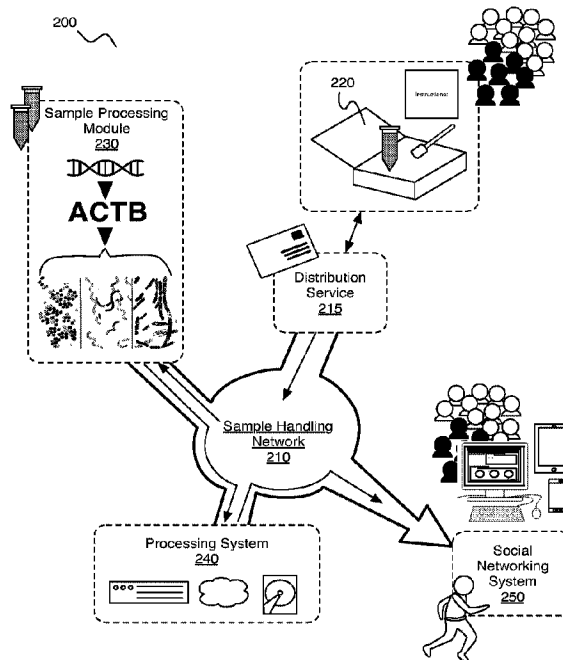 200
Sample Processing
Module
230
ACTB
220
Instructions:
Distribution
Service
215
Sample Handling
Network
210
Processing System
240
Social
Networking
System
250